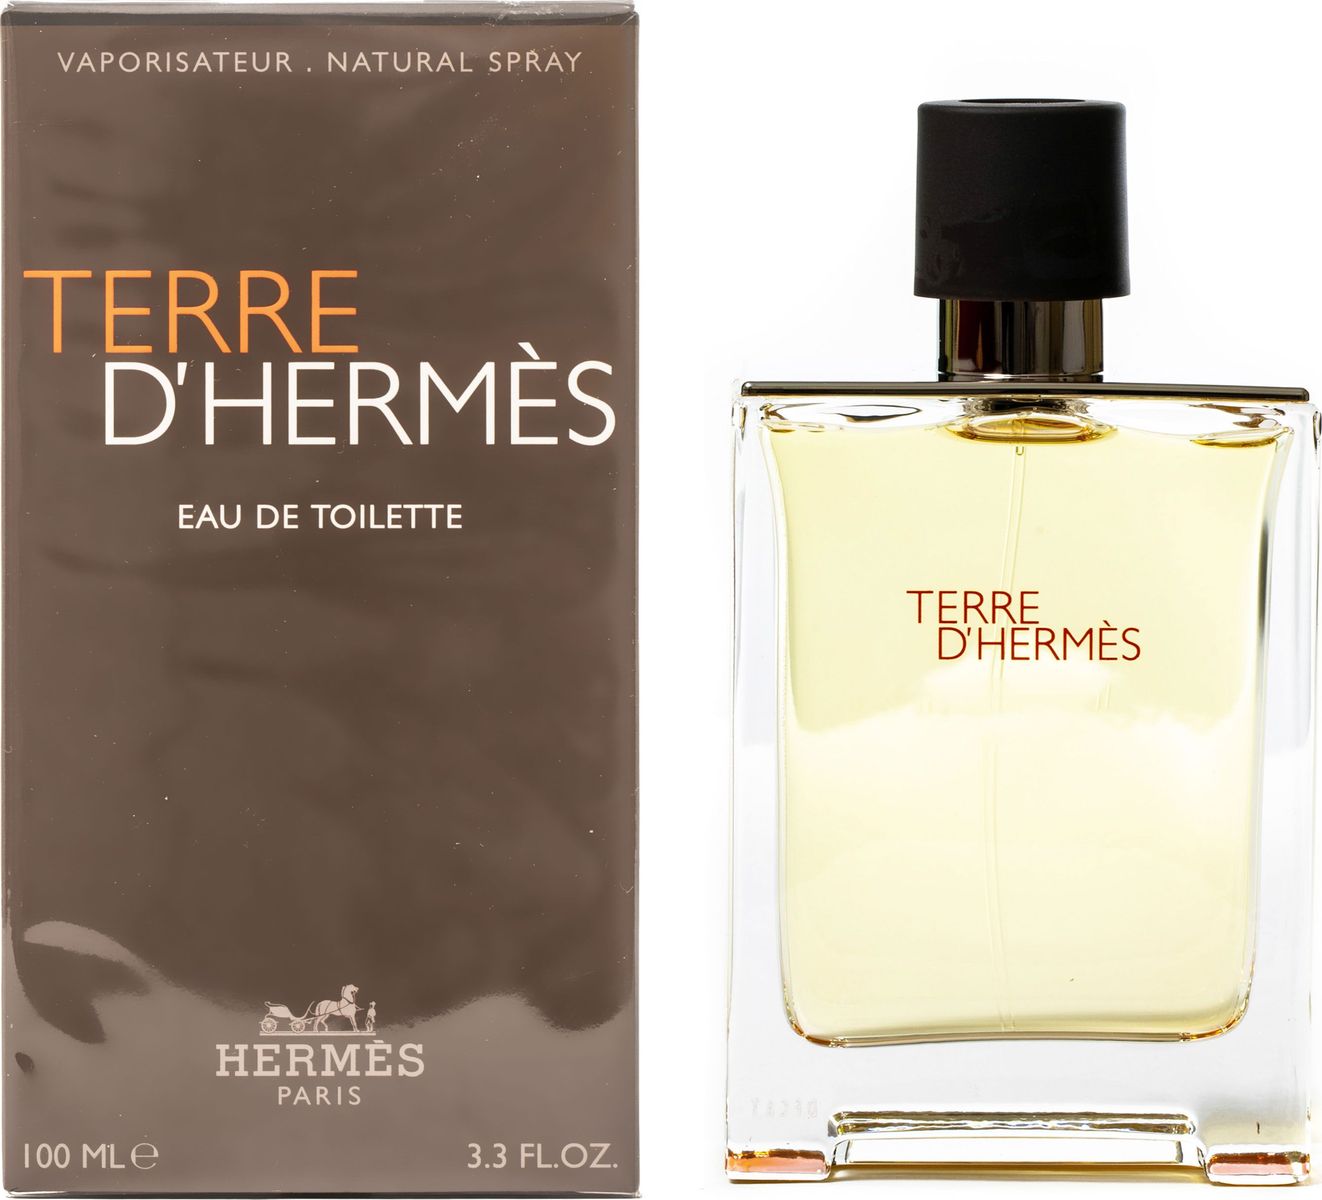 VAPORISATEUR . NATURAL SPRAY
TERRE
D'HERMÈS
EAU DE TOILETTE
HERMÈS
PARIS
100 ML ℮
3.3 FL.OZ.
TERRE
D'HERMÈS